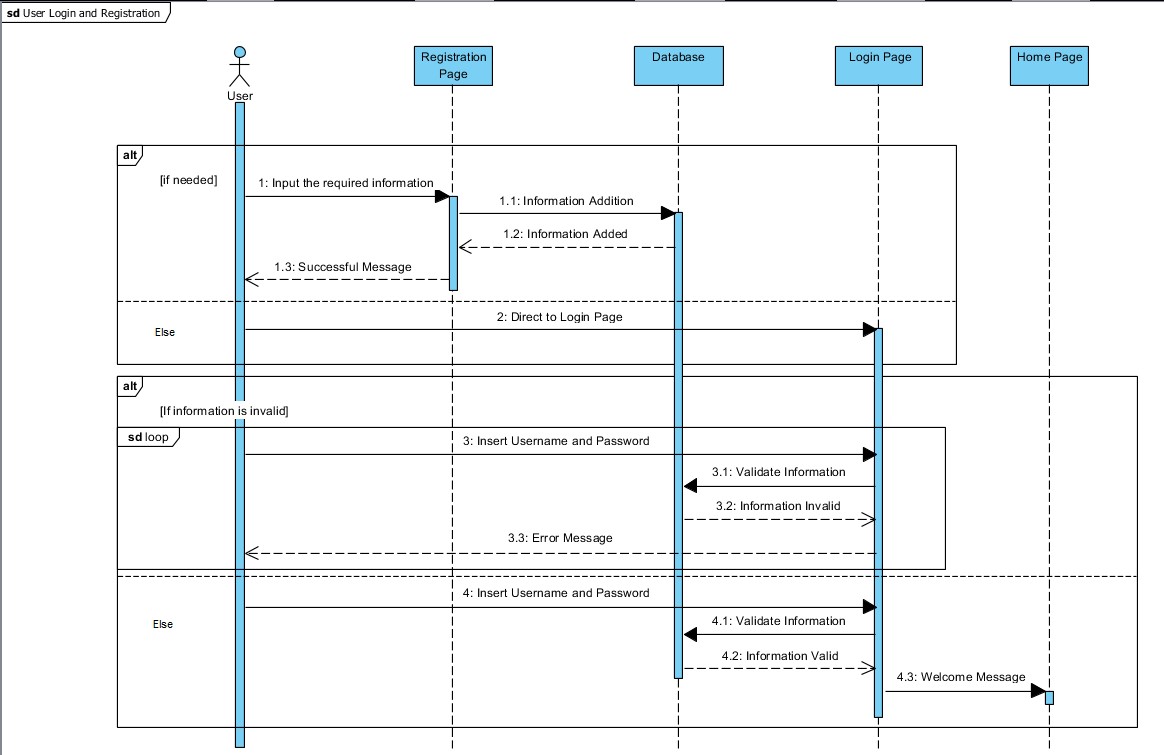 sd User Login and Registration
User
Registration
Page
Database
Login Page
Home Page
alt
[if needed]
1: Input the required information
1.1: Information Addition
1.2: Information Added
1.3: Successful Message
Else
2: Direct to Login Page
alt
[If information is invalid]
sd loop
3: Insert Username and Password
3.1: Validate Information
3.2: Information Invalid
3.3: Error Message
4: Insert Username and Password
Else
4.1: Validate Information
4.2: Information Valid
4.3: Welcome Message